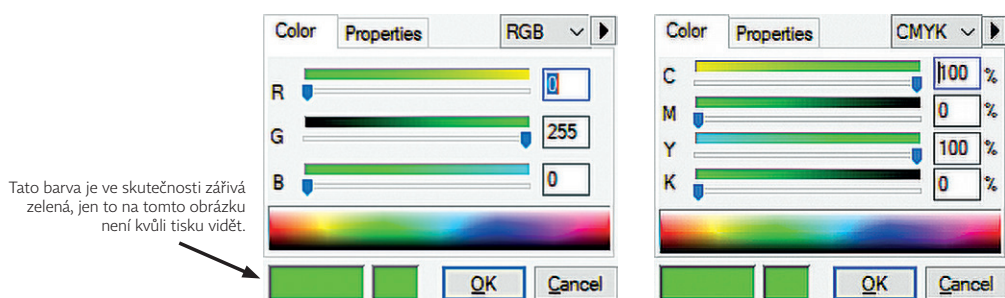 Color Properties RGB
R 0
G 255
B 0
OK Cancel
Tato barva je ve skutečnosti zářivá
zelená, jen to na tomto obrázku
není kvůli tisku vidět.
Color Properties CMYK
C 100 %
M 0 %
Y 100 %
K 0 %
OK Cancel